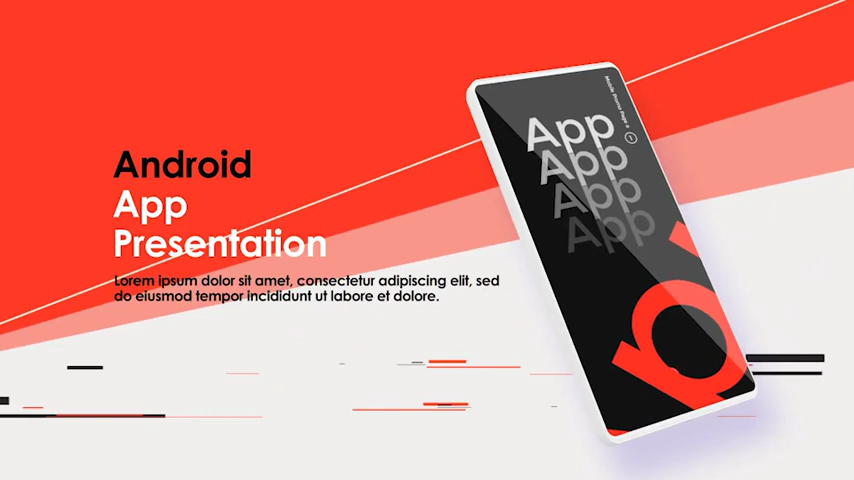 Android
App
Presentation
Lorem ipsum dolor sit amet, consectetur adipiscing elit, sed
do eiusmod tempor incididunt ut labore et dolore.
App
App
App
App